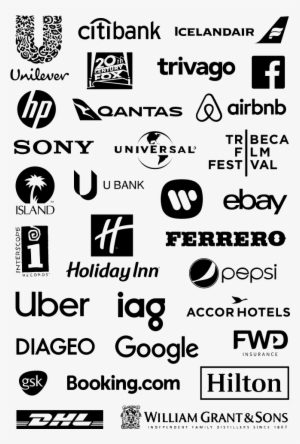 citibank
ICELANDAIR
Unilever
20th
CENTURY
FOX
trivago
f
hp
QANTAS
airbnb
SONY
UNIVERSAL
TRIBECA
FILM
FESTIVAL
ISLAND
U BANK
ebay
INTERSCOPE
i
RECORDS
H
Holiday Inn
FERRERO
pepsi
Uber
iag
ACCOR HOTELS
DIAGEO
Google
FWD
INSURANCE
gsk
Booking.com
Hilton
DHL
WILLIAM GRANT & SONS
INDEPENDENT FAMILY DISTILLERS SINCE 1887